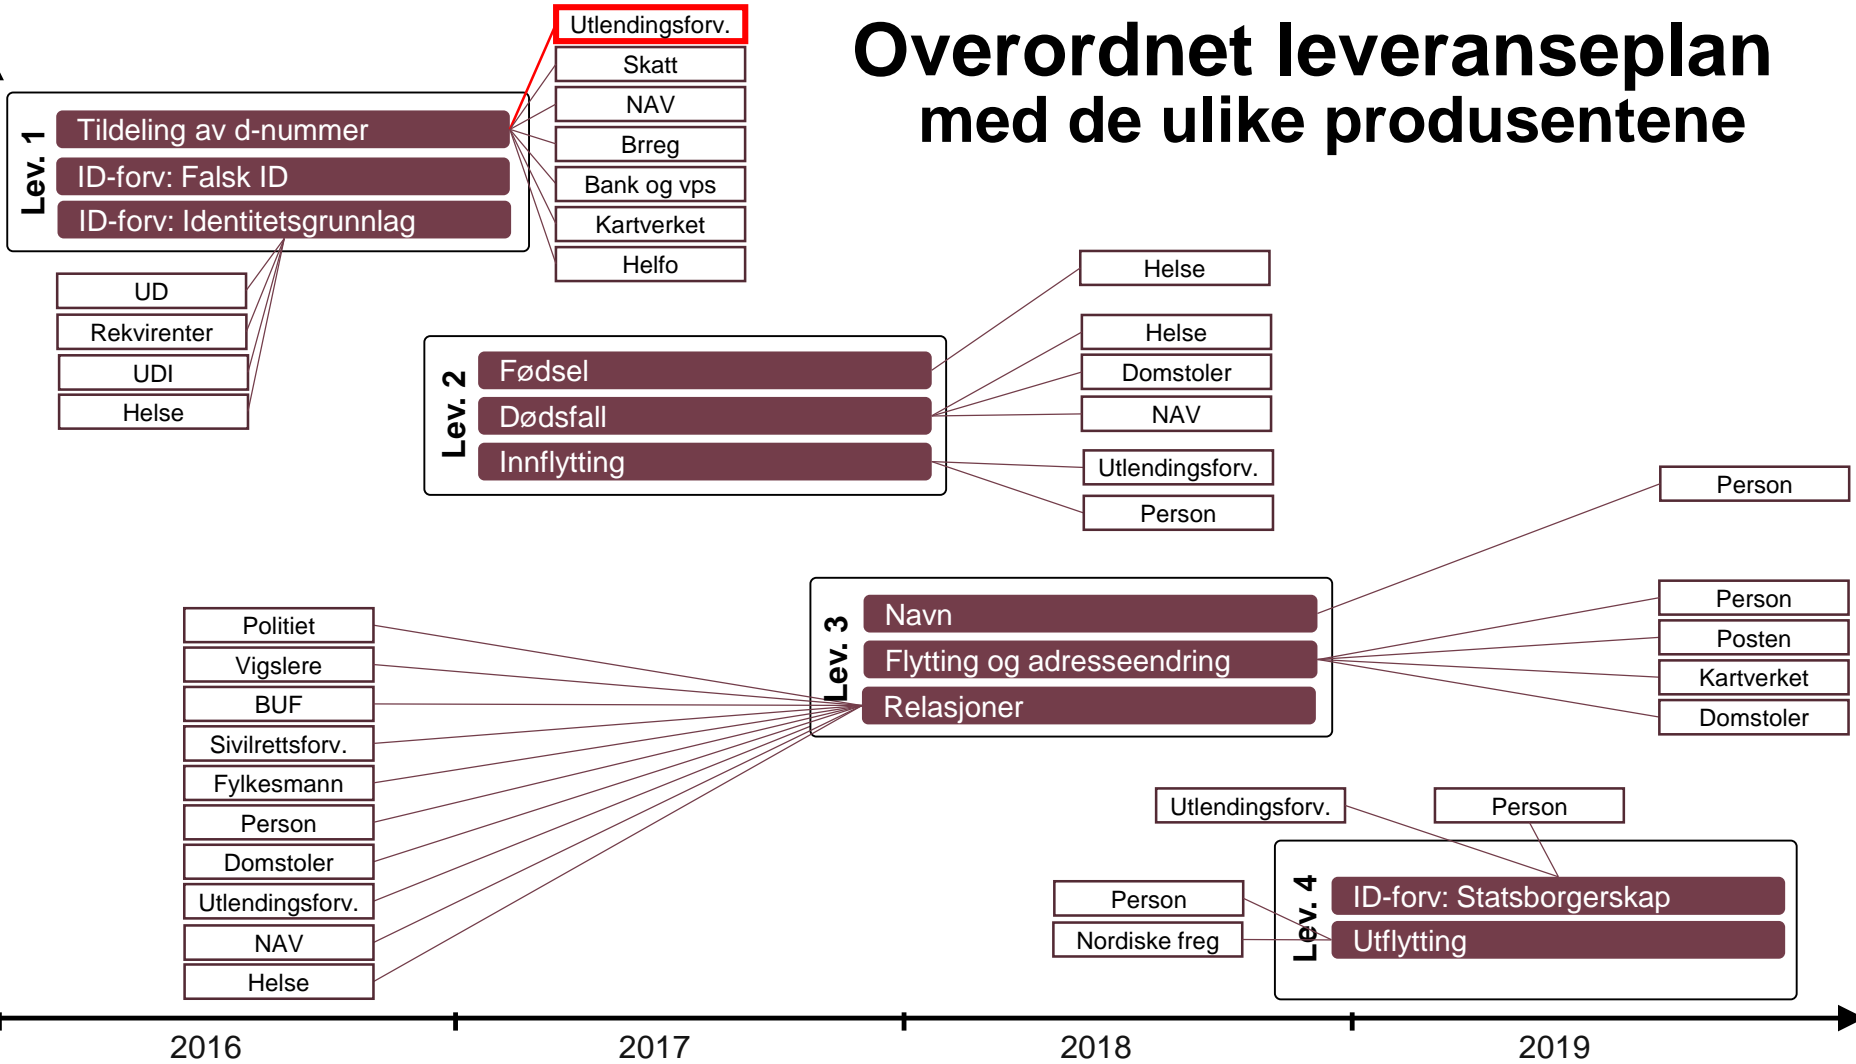 Overordnet leveranseplan
med de ulike produsentene
Utlendingsforv.
Skatt
NAV
Brreg
Bank og vps
Kartverket
Helfo
Lev. 1
Tildeling av d-nummer
ID-forv: Falsk ID
ID-forv: Identitetsgrunnlag
UD
Rekvirenter
UDI
Helse
Lev. 2
Fødsel
Dødsfall
Innflytting
Helse
Helse
Domstoler
NAV
Utlendingsforv.
Person
Lev. 3
Navn
Flytting og adresseendring
Relasjoner
Person
Person
Posten
Kartverket
Domstoler
Politiet
Vigslere
BUF
Sivilrettsforv.
Fylkesmann
Person
Domstoler
Utlendingsforv.
NAV
Helse
Utlendingsforv.
Person
Person
Nordiske freg
Lev. 4
ID-forv: Statsborgerskap
Utflytting
2016
2017
2018
2019